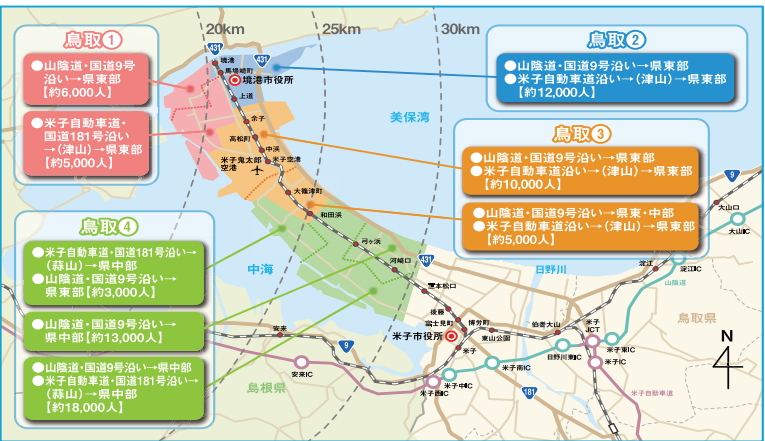 20km
25km
30km
鳥取①
●山陰道・国道9号
沿い→県東部
【約6,000人】
●米子自動車道・
国道181号沿い
→(津山)→県東部
【約5,000人】
鳥取②
●山陰道・国道9号沿い→県東部
●米子自動車道沿い→(津山)→県東部
【約12,000人】
鳥取③
●山陰道・国道9号沿い→県東部
●米子自動車道沿い→(津山)→県東部
【約10,000人】
●山陰道・国道9号沿い→県東・中部
●米子自動車道沿い→(津山)→県東部
【約5,000人】
鳥取④
●米子自動車道・国道181号沿い→
(蒜山)→県中部
●山陰道・国道9号沿い→
県東部【約3,000人】
●山陰道・国道9号沿い→
県中部【約13,000人】
●山陰道・国道9号沿い→県中部
●米子自動車道・国道181号沿い→
(蒜山)→県中部
【約18,000人】
431
431
境港
馬場崎町
境港市役所
上道
余子
高松町
中浜
米子鬼太郎
空港
米子空港
大篠津町
和田浜
弓ヶ浜
河崎口
431
三本松口
後藤
富士見町
博労町
米子市役所
米子
東山公園
伯耆大山
淀江
大山口
9
大山IC
淀江IC
山陰道
美保湾
中海
日野川
鳥取県
島根県
安来
9
安来IC
米子西IC
米子中IC
米子南IC
日野川東IC
米子
JCT
米子東IC
米子IC
米子自動車道
181
N